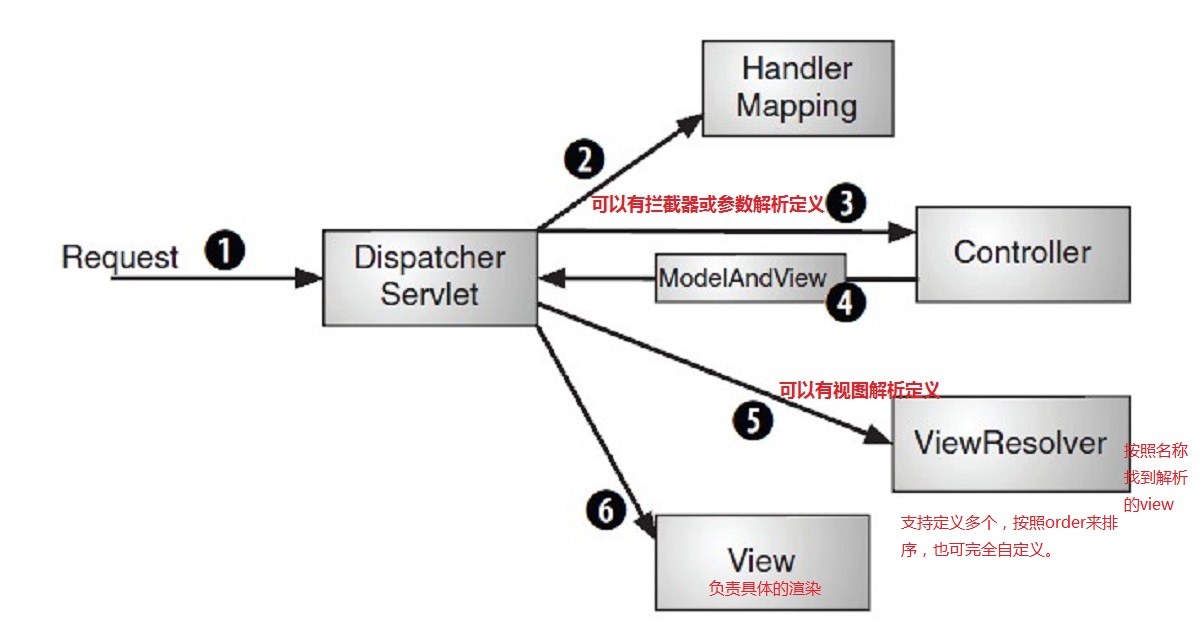 Handler
Mapping
2
可以有拦截器或参数解析定义
3
Request
1
Dispatcher
Servlet
Controller
ModelAndView
4
可以有视图解析定义
5
ViewResolver
按照名称
找到解析
的view
支持定义多个，按照order来排
序，也可完全自定义。
6
View
负责具体的渲染